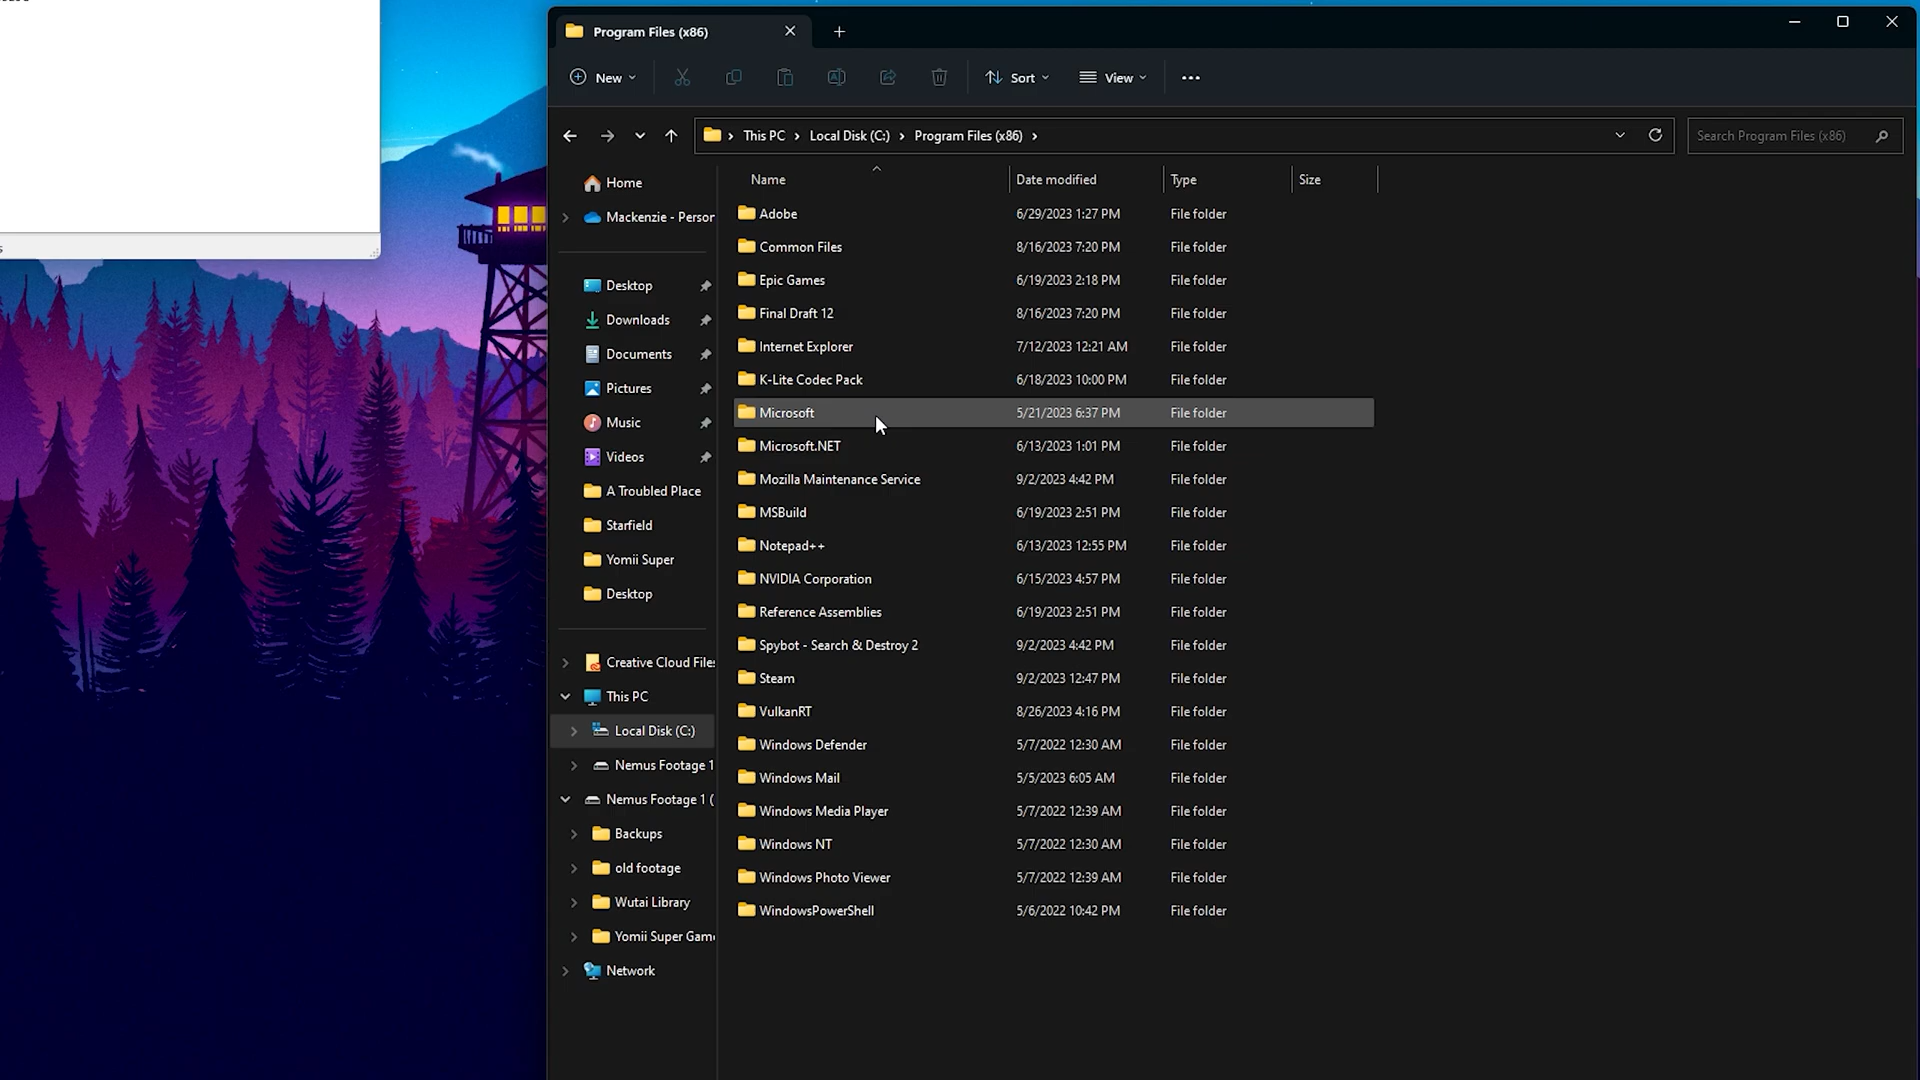 Program Files (x86)
New
Sort
View
This PC > Local Disk (C:) > Program Files (x86) >
Search Program Files (x86)
Home
Mackenzie - Person
Desktop
Downloads
Documents
Pictures
Music
Videos
A Troubled Place
Starfield
Yomii Super
Desktop
Creative Cloud Files
This PC
Local Disk (C:)
Nemus Footage 1
Nemus Footage 1 (
Backups
old footage
Wutai Library
Yomii Super Gam
Network
Name Date modified Type Size
Adobe 6/29/2023 1:27 PM File folder
Common Files 8/16/2023 7:20 PM File folder
Epic Games 6/19/2023 2:18 PM File folder
Final Draft 12 8/16/2023 7:20 PM File folder
Internet Explorer 7/12/2023 12:21 AM File folder
K-Lite Codec Pack 6/18/2023 10:00 PM File folder
Microsoft 5/21/2023 6:37 PM File folder
Microsoft.NET 6/13/2023 1:01 PM File folder
Mozilla Maintenance Service 9/2/2023 4:42 PM File folder
MSBuild 6/19/2023 2:51 PM File folder
Notepad++ 6/13/2023 12:55 PM File folder
NVIDIA Corporation 6/15/2023 4:57 PM File folder
Reference Assemblies 6/19/2023 2:51 PM File folder
Spybot - Search & Destroy 2 9/2/2023 4:42 PM File folder
Steam 9/2/2023 12:47 PM File folder
VulkanRT 8/26/2023 4:16 PM File folder
Windows Defender 5/7/2022 12:30 AM File folder
Windows Mail 5/5/2023 6:05 AM File folder
Windows Media Player 5/7/2022 12:39 AM File folder
Windows NT 5/7/2022 12:30 AM File folder
Windows Photo Viewer 5/7/2022 12:39 AM File folder
WindowsPowerShell 5/6/2022 10:42 PM File folder